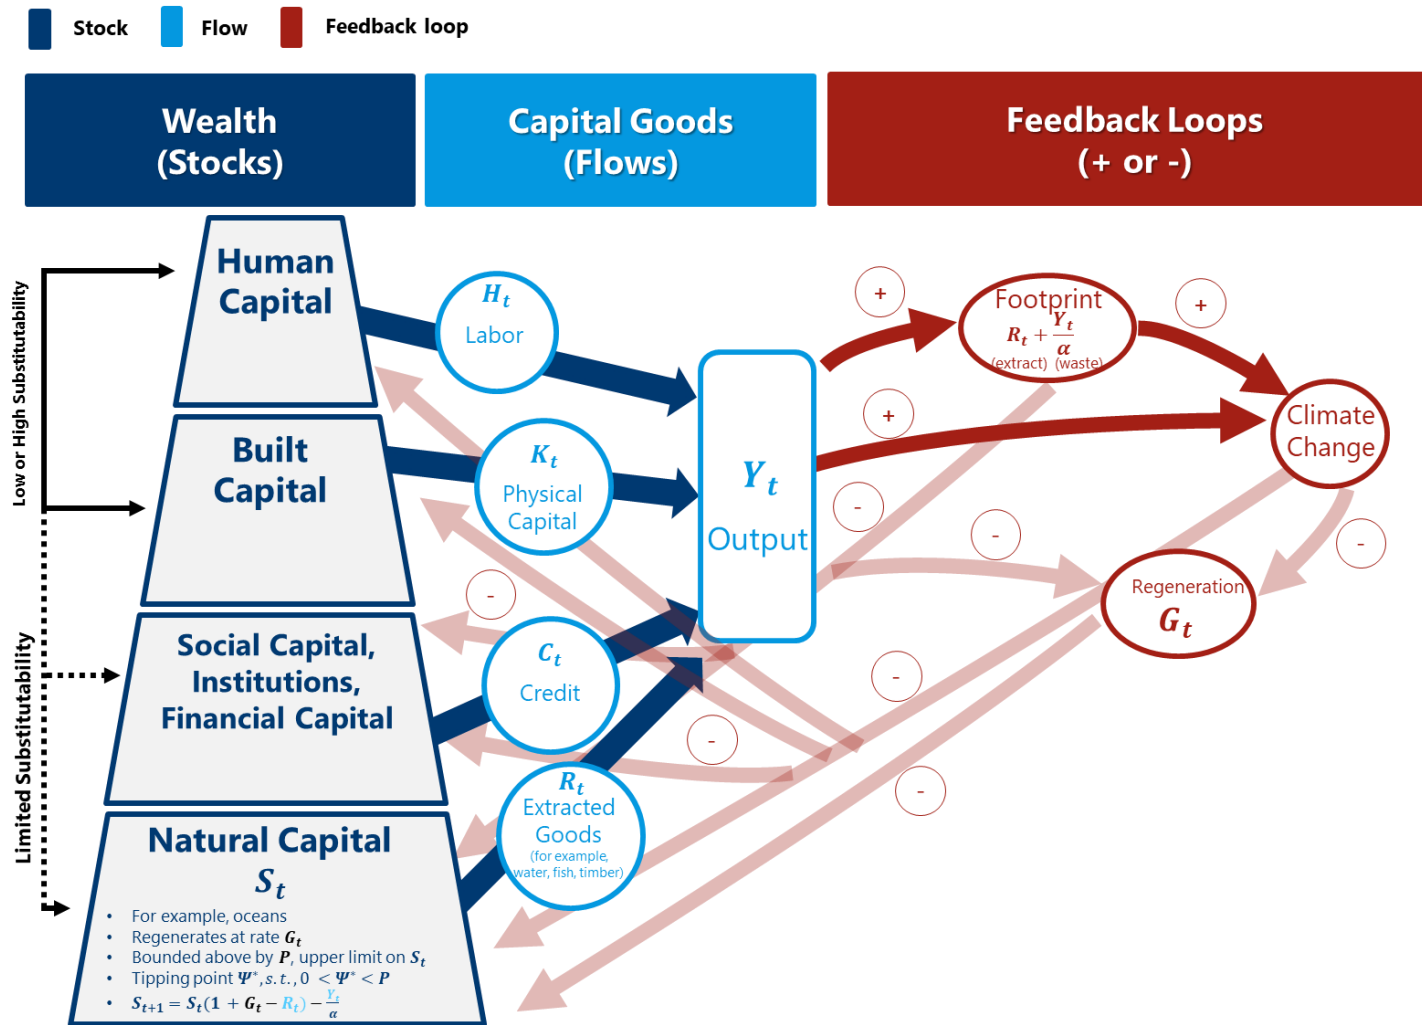 Stock
Flow
Feedback loop
Wealth
(Stocks)
Capital Goods
(Flows)
Feedback Loops
(+ or -)
Low or High Substitutability
Limited Substitutability
Human
Capital
Built
Capital
Social Capital,
Institutions,
Financial Capital
Natural Capital
Sₜ
• For example, oceans
• Regenerates at rate Gₜ
• Bounded above by P, upper limit on Sₜ
• Tipping point Ψ*, s.t., 0 < Ψ* < P
• Sₜ₊₁ = Sₜ(1 + Gₜ − Rₜ) − Yₜ/α
Hₜ
Labor
Kₜ
Physical
Capital
Cₜ
Credit
Rₜ
Extracted
Goods
(for example,
water, fish, timber)
Yₜ
Output
+
+
+
Footprint
Rₜ + Yₜ/α
(extract) (waste)
Climate
Change
Regeneration
Gₜ
-
-
-
-
-
-
-